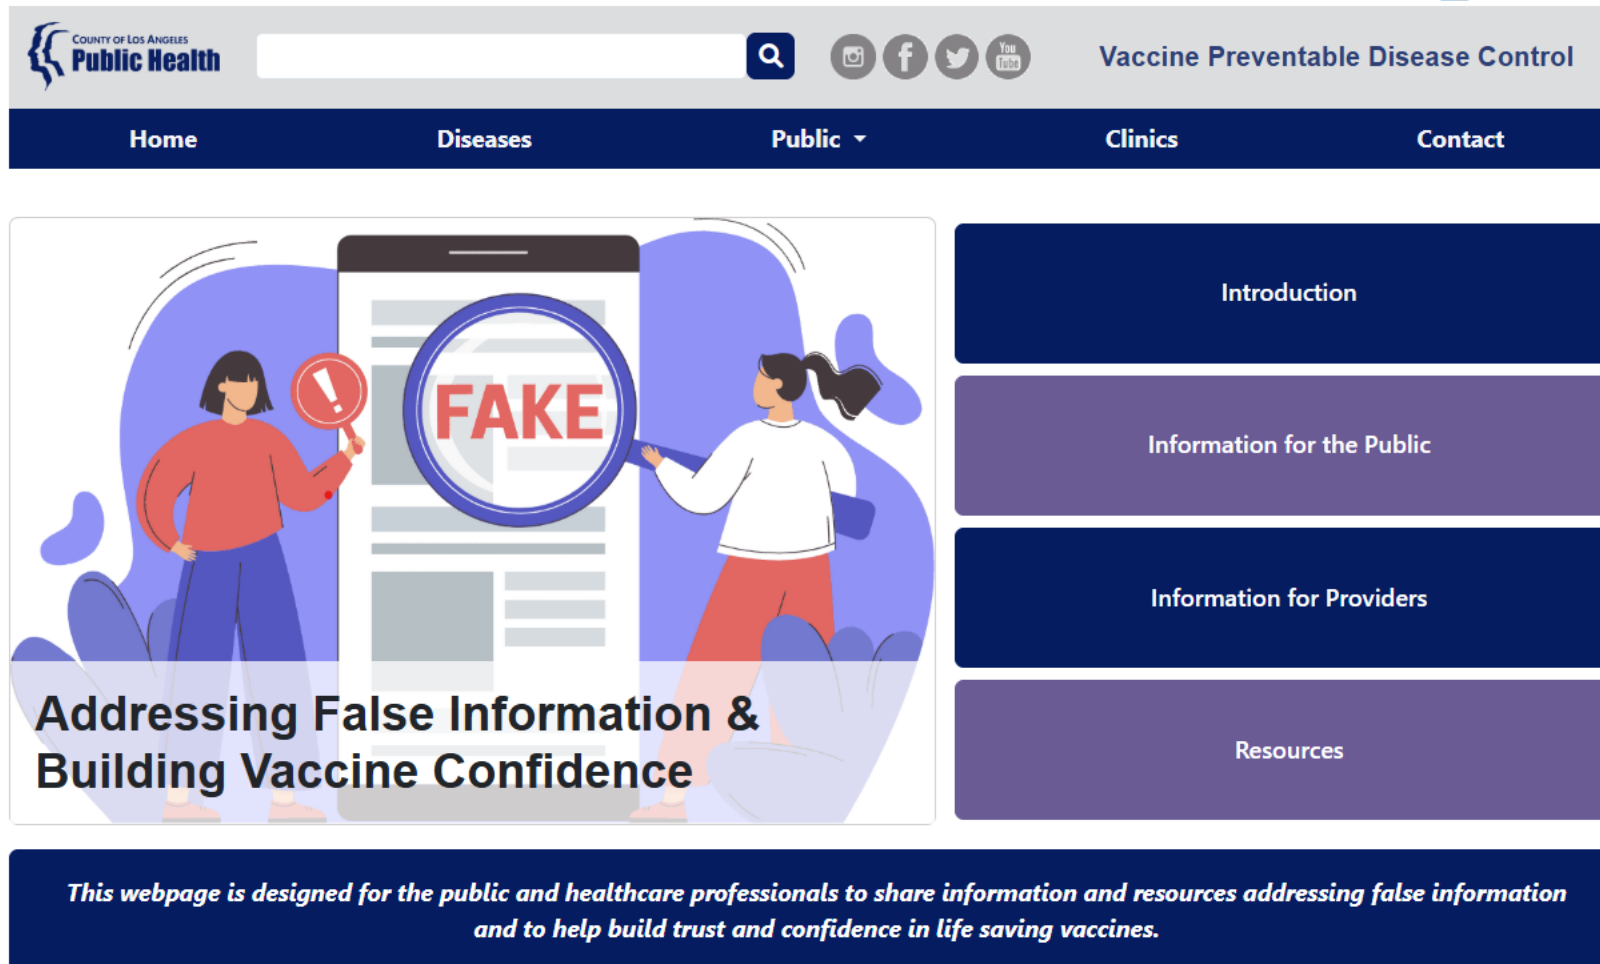 County of Los Angeles
Public Health
You
Tube
Vaccine Preventable Disease Control
Home
Diseases
Public
Clinics
Contact
FAKE
Addressing False Information &
Building Vaccine Confidence
Introduction
Information for the Public
Information for Providers
Resources
This webpage is designed for the public and healthcare professionals to share information and resources addressing false information
and to help build trust and confidence in life saving vaccines.